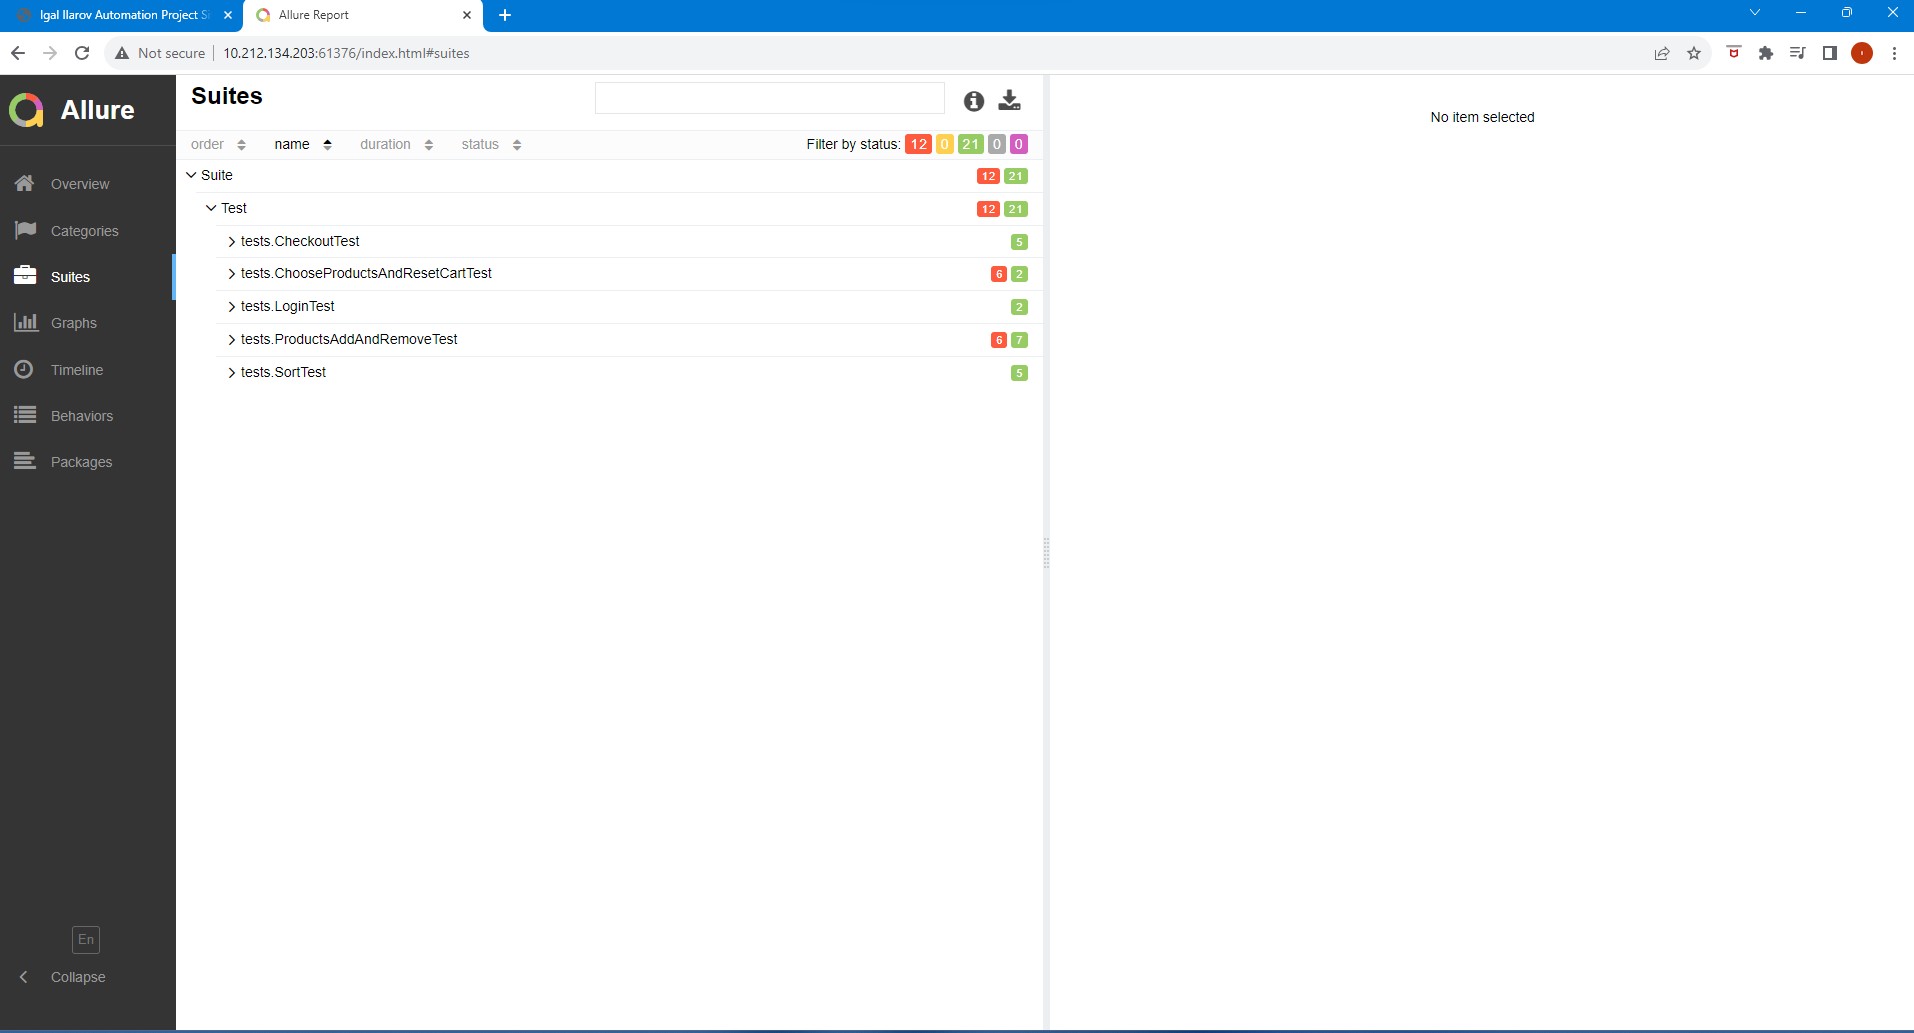 Igal Ilarov Automation Project
Allure Report
Not secure
10.212.134.203:61376/index.html#suites
Allure
Overview
Categories
Suites
Graphs
Timeline
Behaviors
Packages
En
Collapse
Suites
order name duration status Filter by status: 12 0 21 0 0
Suite 12 21
Test 12 21
tests.CheckoutTest 5
tests.ChooseProductsAndResetCartTest 6 2
tests.LoginTest 2
tests.ProductsAddAndRemoveTest 6 7
tests.SortTest 5
No item selected